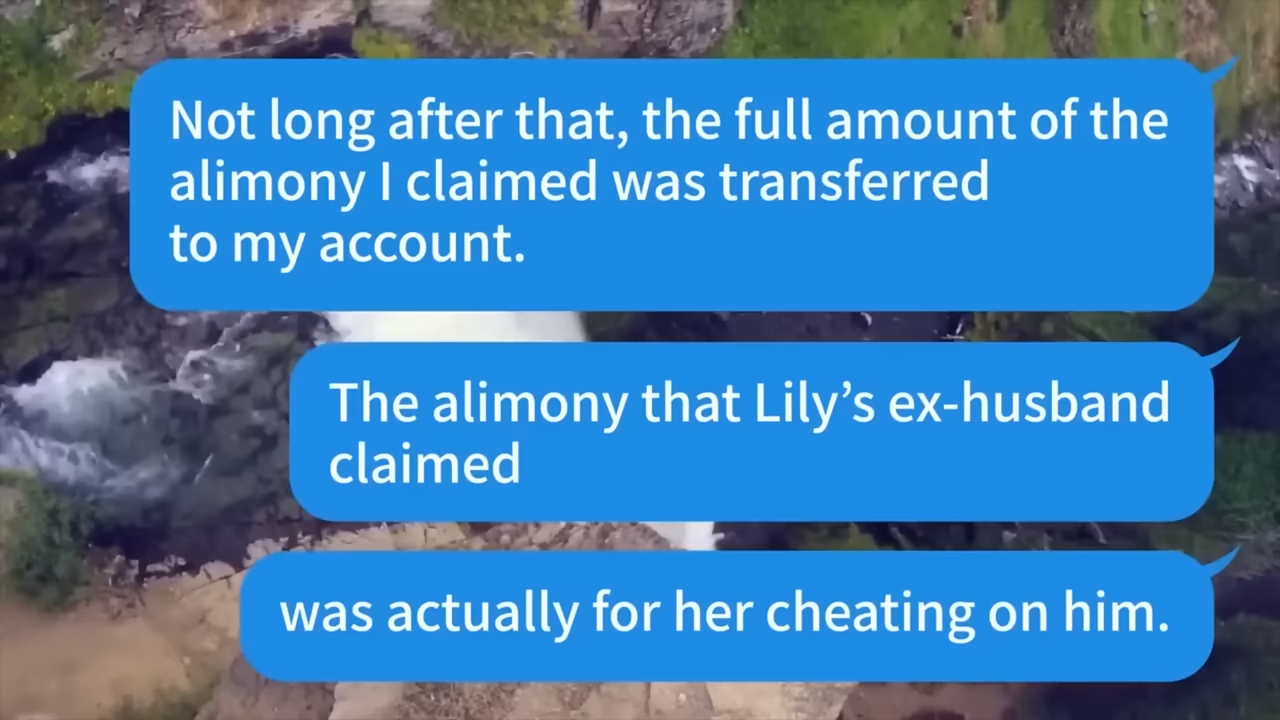 Not long after that, the full amount of the
alimony I claimed was transferred
to my account.
The alimony that Lily’s ex-husband
claimed
was actually for her cheating on him.